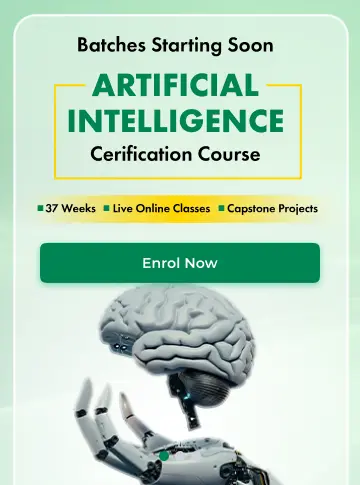 Batches Starting Soon
ARTIFICIAL
INTELLIGENCE
Cerification Course
37 Weeks Live Online Classes Capstone Projects
Enrol Now